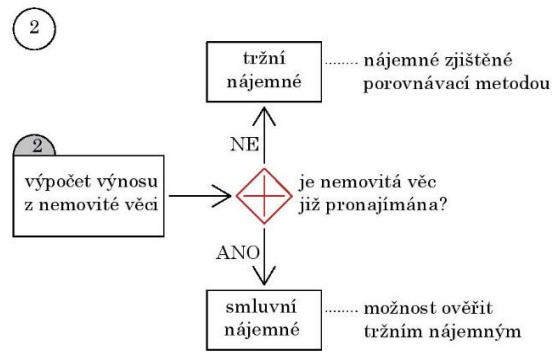 2
tržní
nájemné
nájemné zjištěné
porovnávací metodou
NE
2
výpočet výnosu
z nemovité věci
je nemovitá věc
již pronajímána?
ANO
smluvní
nájemné
možnost ověřit
tržním nájemným